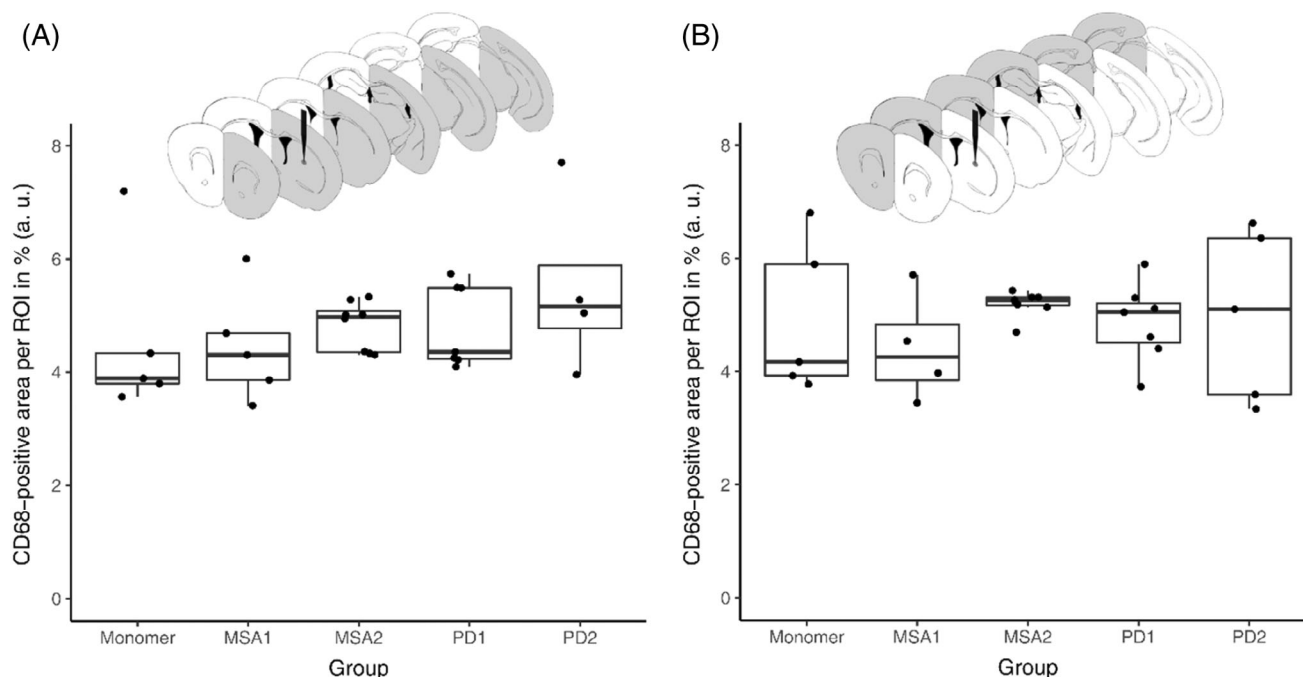 (A)
CD68-positive area per ROI in % (a. u.)
8
6
4
2
0
Monomer MSA1 MSA2 PD1 PD2
Group
(B)
CD68-positive area per ROI in % (a. u.)
8
6
4
2
0
Monomer MSA1 MSA2 PD1 PD2
Group